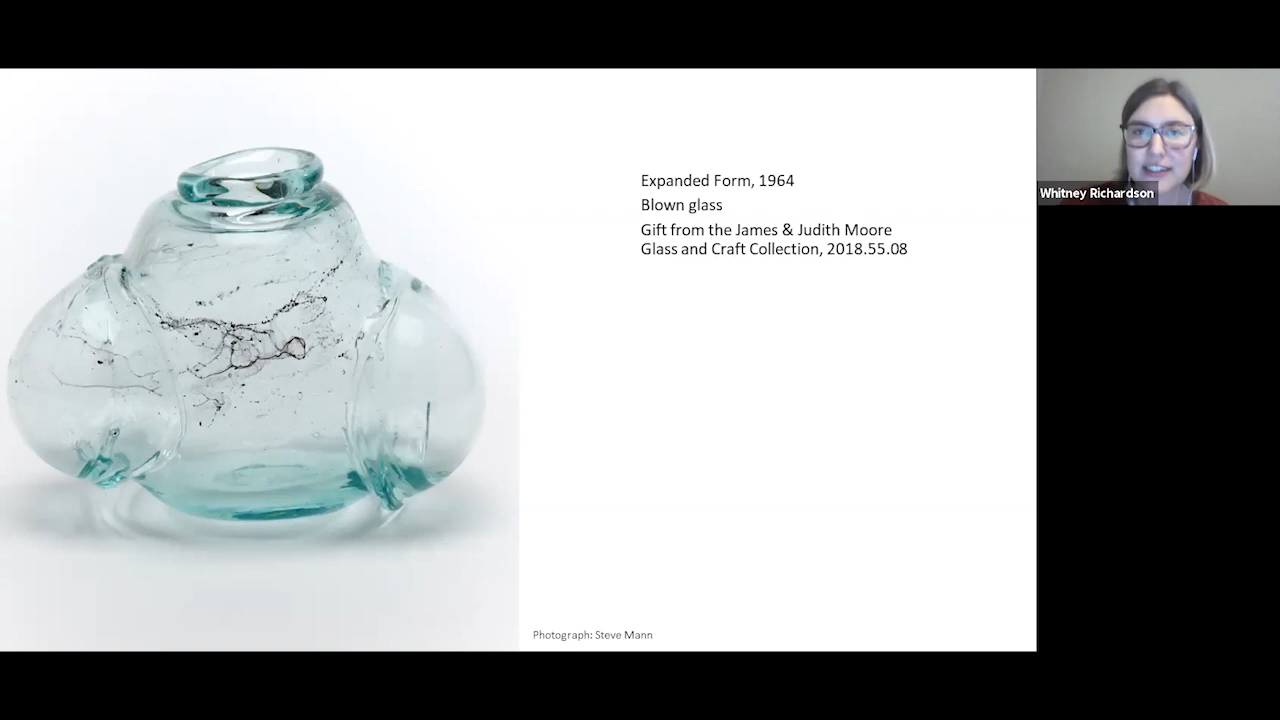 Expanded Form, 1964
Blown glass
Gift from the James & Judith Moore
Glass and Craft Collection, 2018.55.08
Photograph: Steve Mann
Whitney Richardson